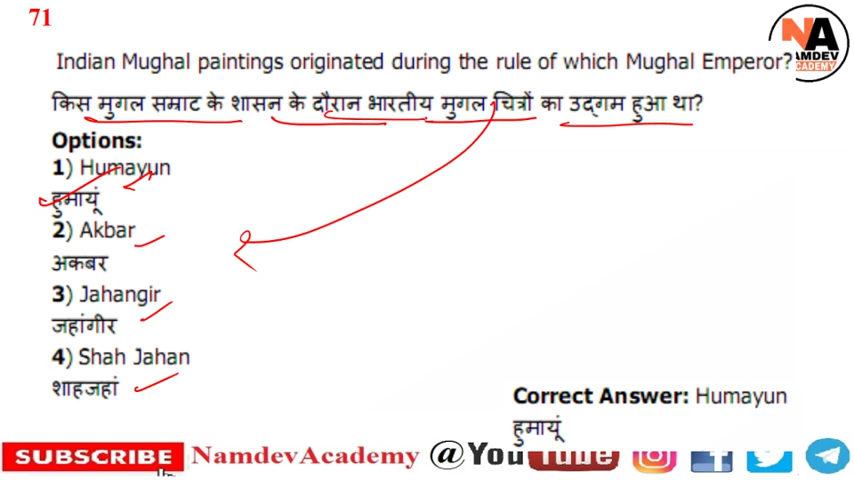 71
NA
NAMDEV
ACADEMY
Indian Mughal paintings originated during the rule of which Mughal Emperor?
किस मुगल सम्राट के शासन के दौरान भारतीय मुगल चित्रों का उद्गम हुआ था?
Options:
1) Humayun
हुमायूं
2) Akbar
अकबर
3) Jahangir
जहांगीर
4) Shah Jahan
शाहजहां
Correct Answer: Humayun
हुमायूं
SUBSCRIBE NamdevAcademy @YouTube